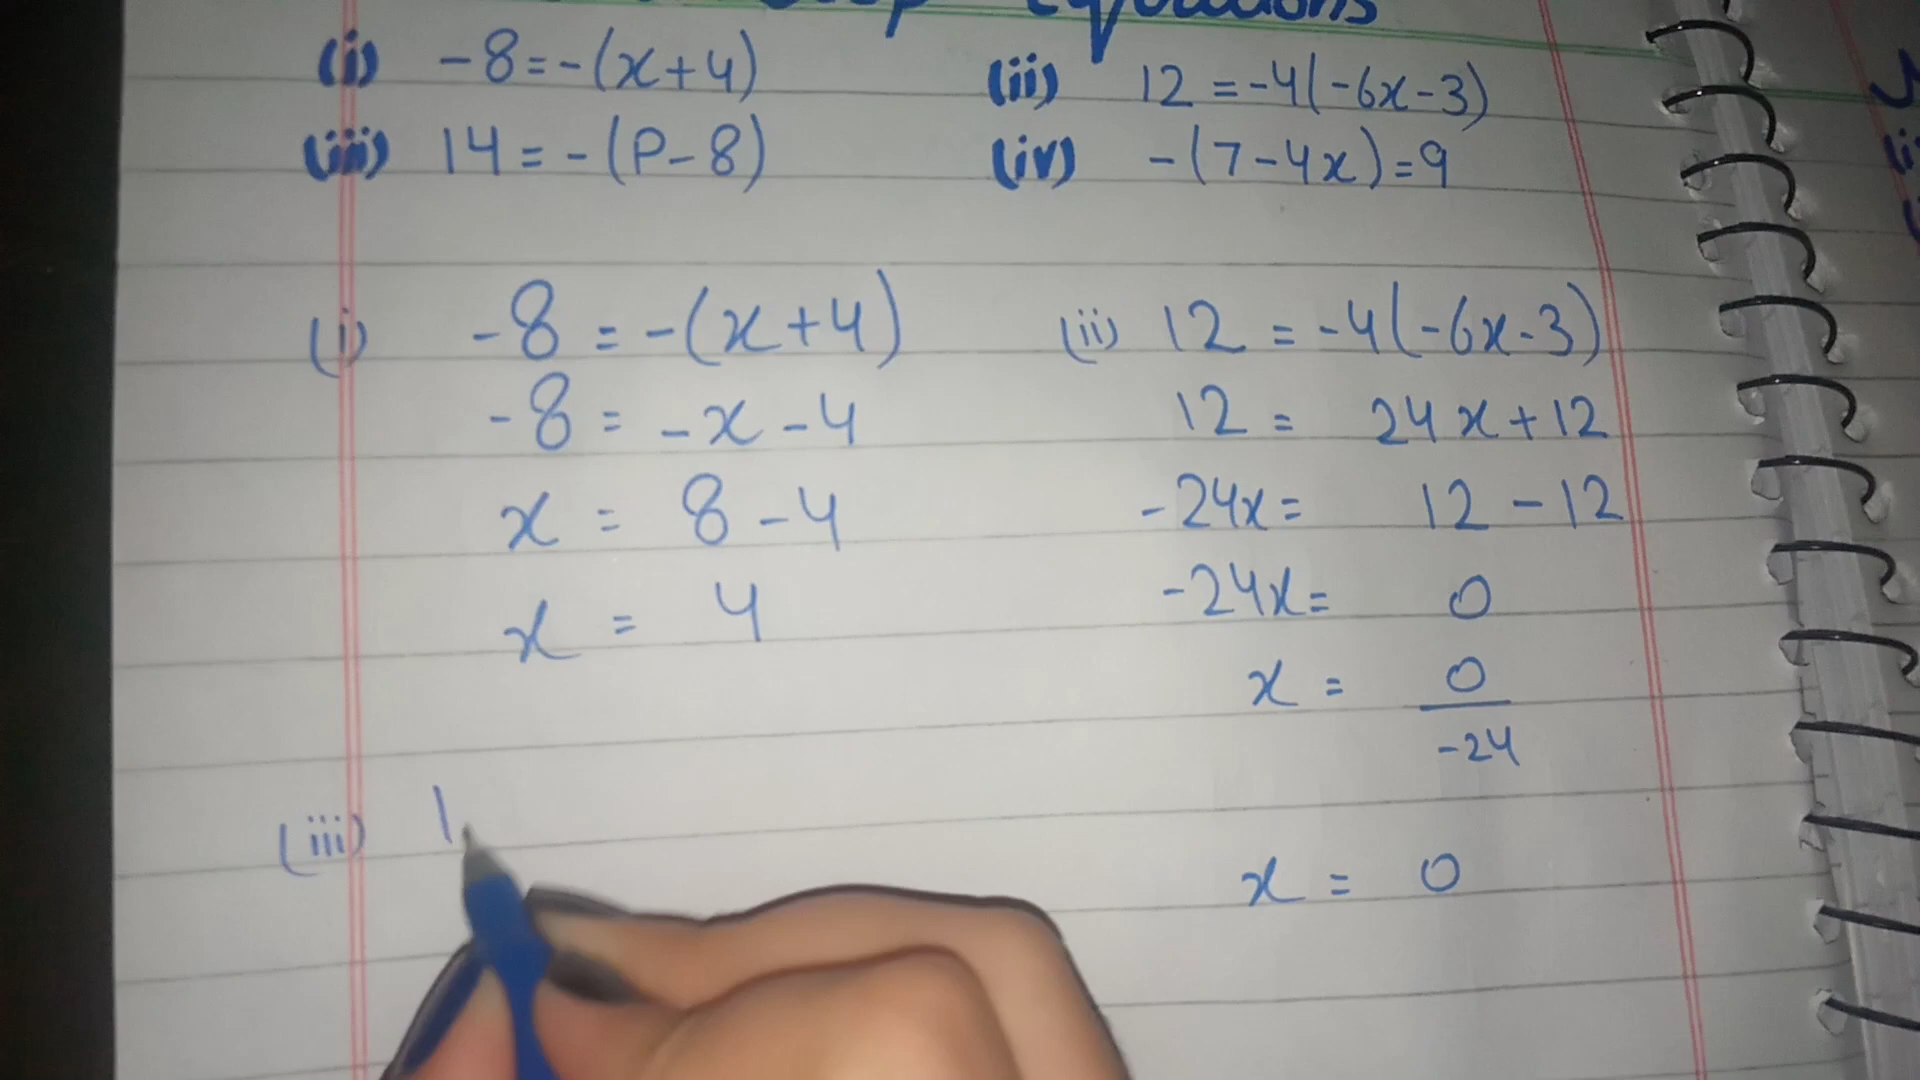 Equations
(i) -8=-(x+4) (ii) 12=-4(-6x-3)
(iii) 14=-(P-8) (iv) -(7-4x)=9
(i) -8 = -(x+4)
-8 = -x-4
x = 8-4
x = 4
(ii) 12 = -4(-6x-3)
12 = 24x+12
-24x= 12-12
-24x= 0
x = 0
-24
x = 0
(iii) 1